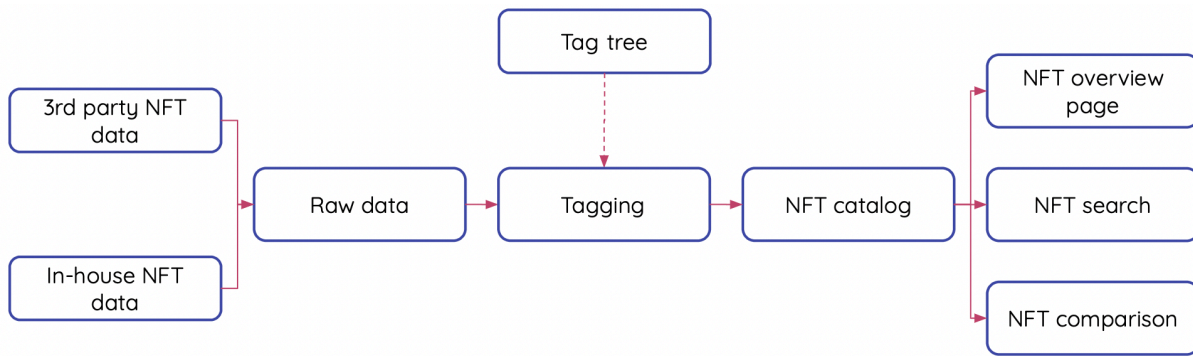 Tag tree
3rd party NFT
data
In-house NFT
data
Raw data
Tagging
NFT catalog
NFT overview
page
NFT search
NFT comparison